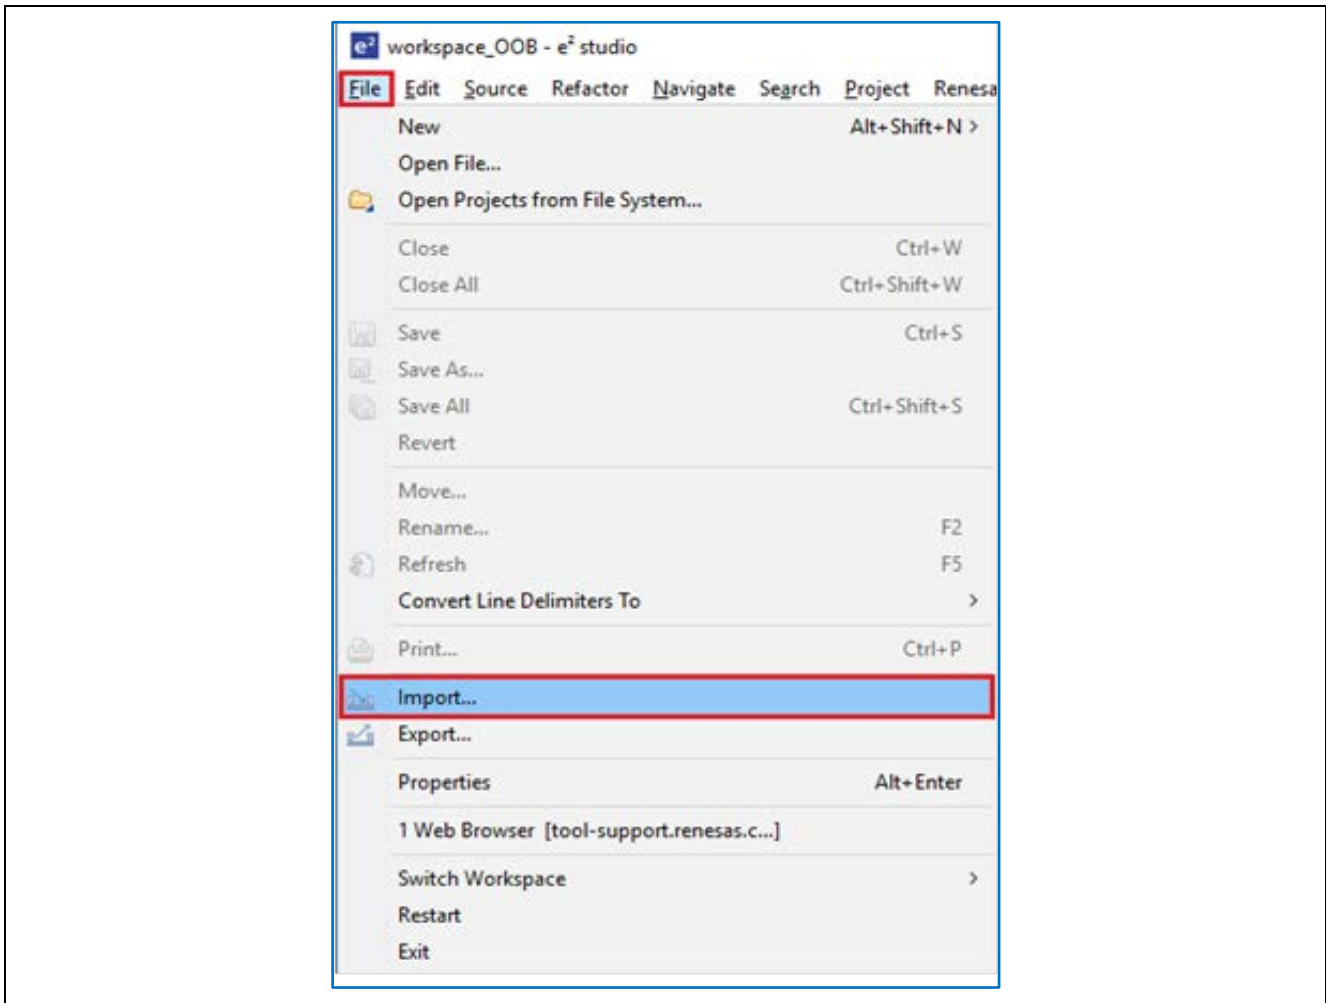 e² workspace_OOB - e² studio
File Edit Source Refactor Navigate Search Project Renesa
New Alt+Shift+N >
Open File...
Open Projects from File System...
Close Ctrl+W
Close All Ctrl+Shift+W
Save Ctrl+S
Save As...
Save All Ctrl+Shift+S
Revert
Move...
Rename... F2
Refresh F5
Convert Line Delimiters To >
Print... Ctrl+P
Import...
Export...
Properties Alt+Enter
1 Web Browser [tool-support.renesas.c...]
Switch Workspace >
Restart
Exit